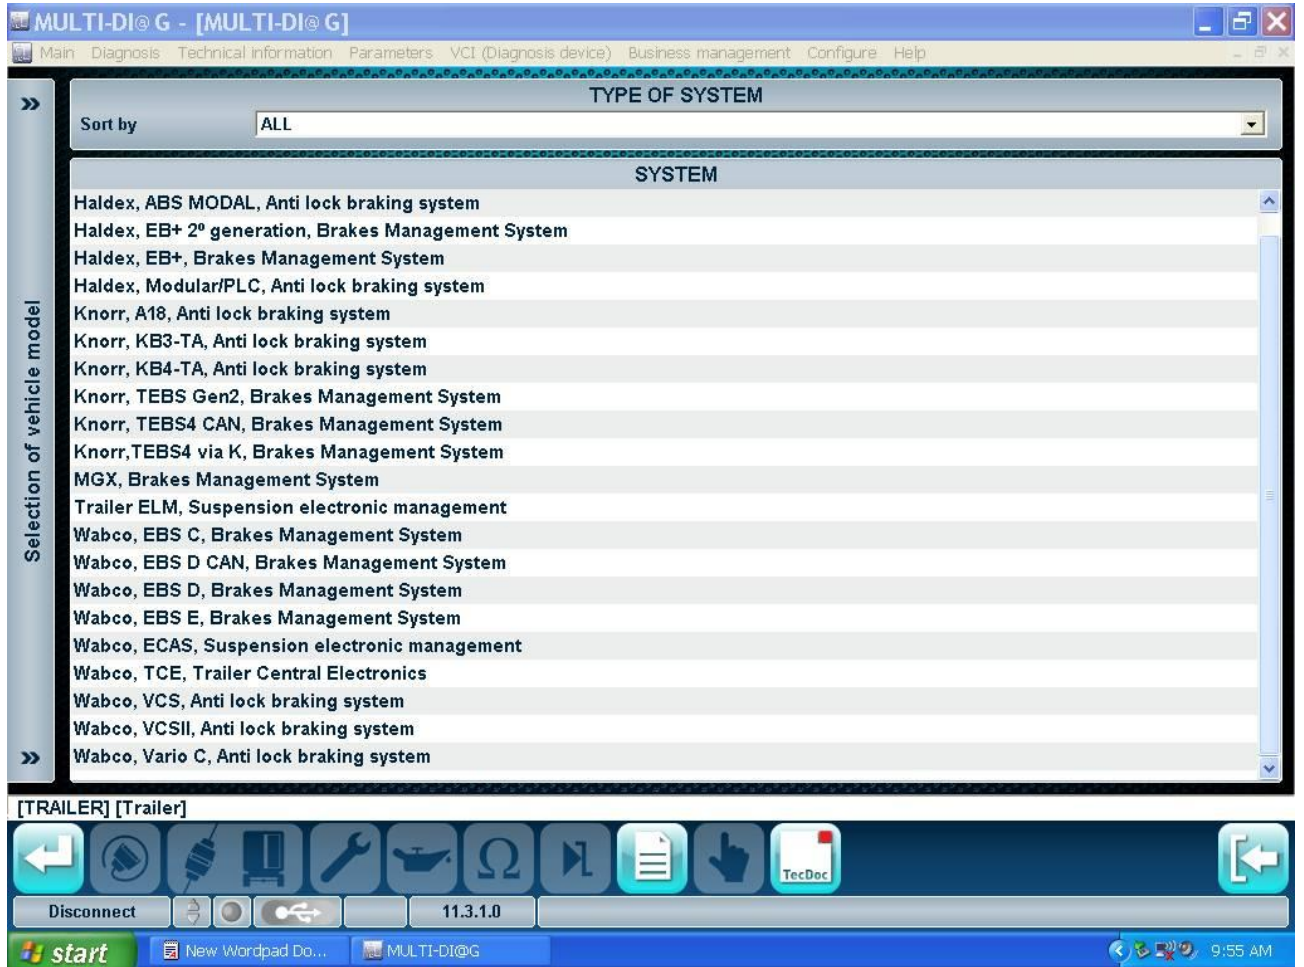 MULTI-DI@G - [MULTI-DI@G]
Main Diagnosis Technical information Parameters VCI (Diagnosis device) Business management Configure Help
TYPE OF SYSTEM
Sort by ALL
SYSTEM
Haldex, ABS MODAL, Anti lock braking system
Haldex, EB+ 2º generation, Brakes Management System
Haldex, EB+, Brakes Management System
Haldex, Modular/PLC, Anti lock braking system
Knorr, A18, Anti lock braking system
Knorr, KB3-TA, Anti lock braking system
Knorr, KB4-TA, Anti lock braking system
Knorr, TEBS Gen2, Brakes Management System
Knorr, TEBS4 CAN, Brakes Management System
Knorr,TEBS4 via K, Brakes Management System
MGX, Brakes Management System
Trailer ELM, Suspension electronic management
Wabco, EBS C, Brakes Management System
Wabco, EBS D CAN, Brakes Management System
Wabco, EBS D, Brakes Management System
Wabco, EBS E, Brakes Management System
Wabco, ECAS, Suspension electronic management
Wabco, TCE, Trailer Central Electronics
Wabco, VCS, Anti lock braking system
Wabco, VCSII, Anti lock braking system
Wabco, Vario C, Anti lock braking system
Selection of vehicle model
[TRAILER] [Trailer]
TecDoc
Disconnect 11.3.1.0
start New Wordpad Do... MULTI-DI@G 9:55 AM